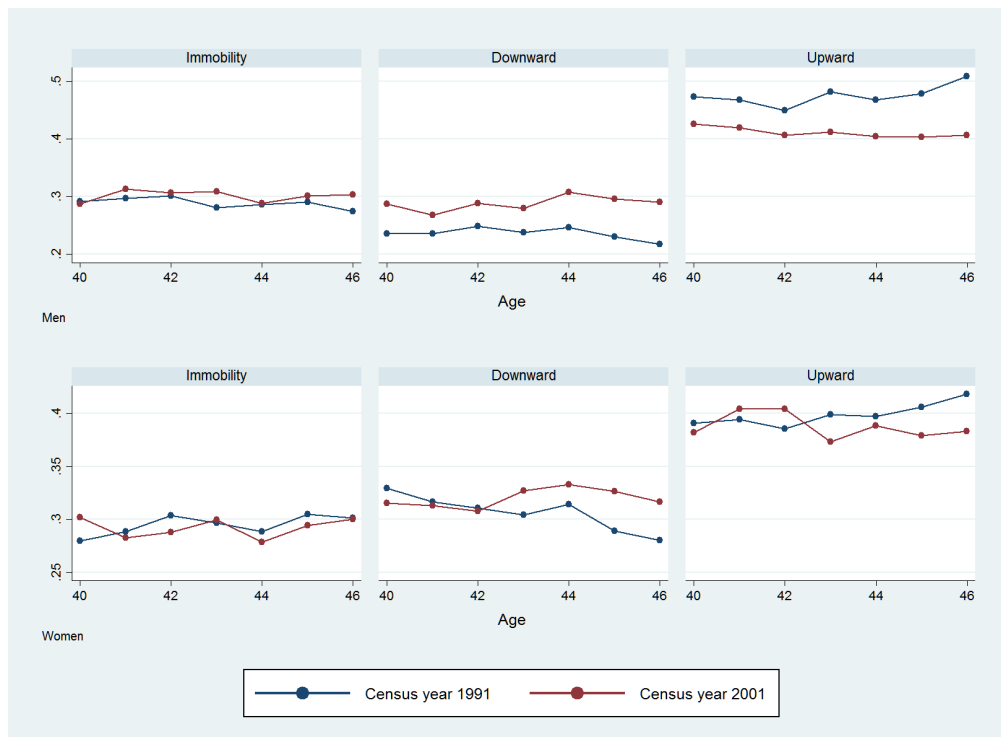 Immobility Downward Upward
.5
.4
.3
.2
40 42 44 46 40 42 44 46 40 42 44 46
Age
Men
Immobility Downward Upward
.4
.35
.3
.25
40 42 44 46 40 42 44 46 40 42 44 46
Age
Women
Census year 1991 Census year 2001